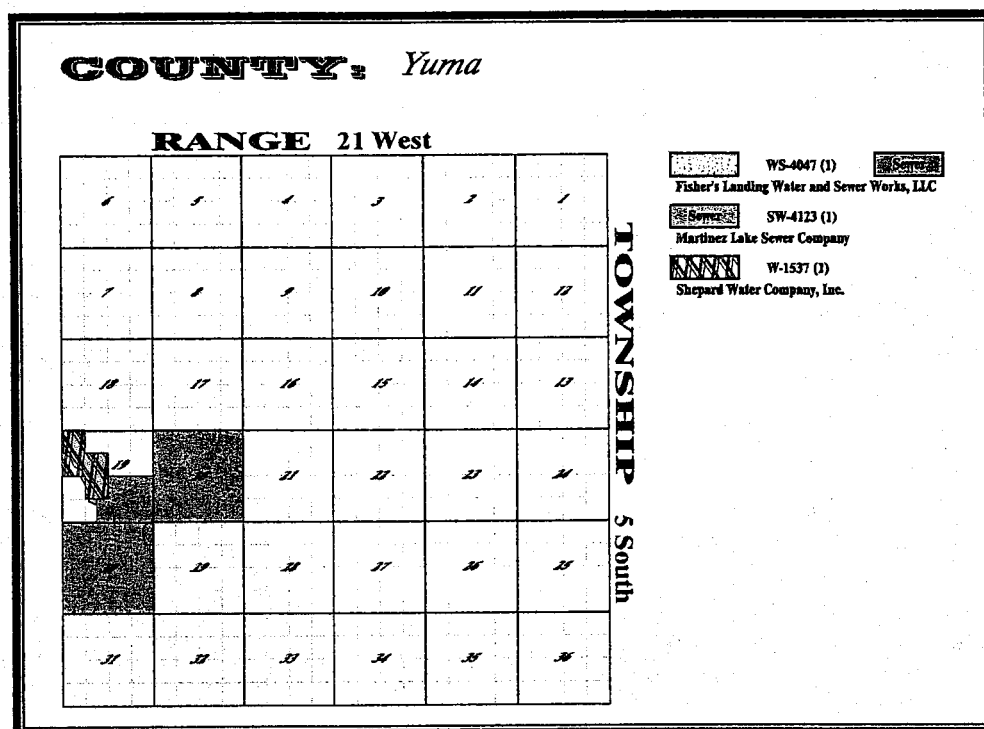 COUNTY: Yuma
RANGE 21 West
6 5 4 3 2 1
7 8 9 10 11 12
18 17 16 15 14 13
19 21 22 23 24
29 28 27 26 25
31 32 33 34 35 36
TOWNSHIP 5 South
WS-4047 (1) Sewer
Fisher's Landing Water and Sewer Works, LLC
Sewer SW-4123 (1)
Martinez Lake Sewer Company
W-1537 (1)
Shepard Water Company, Inc.